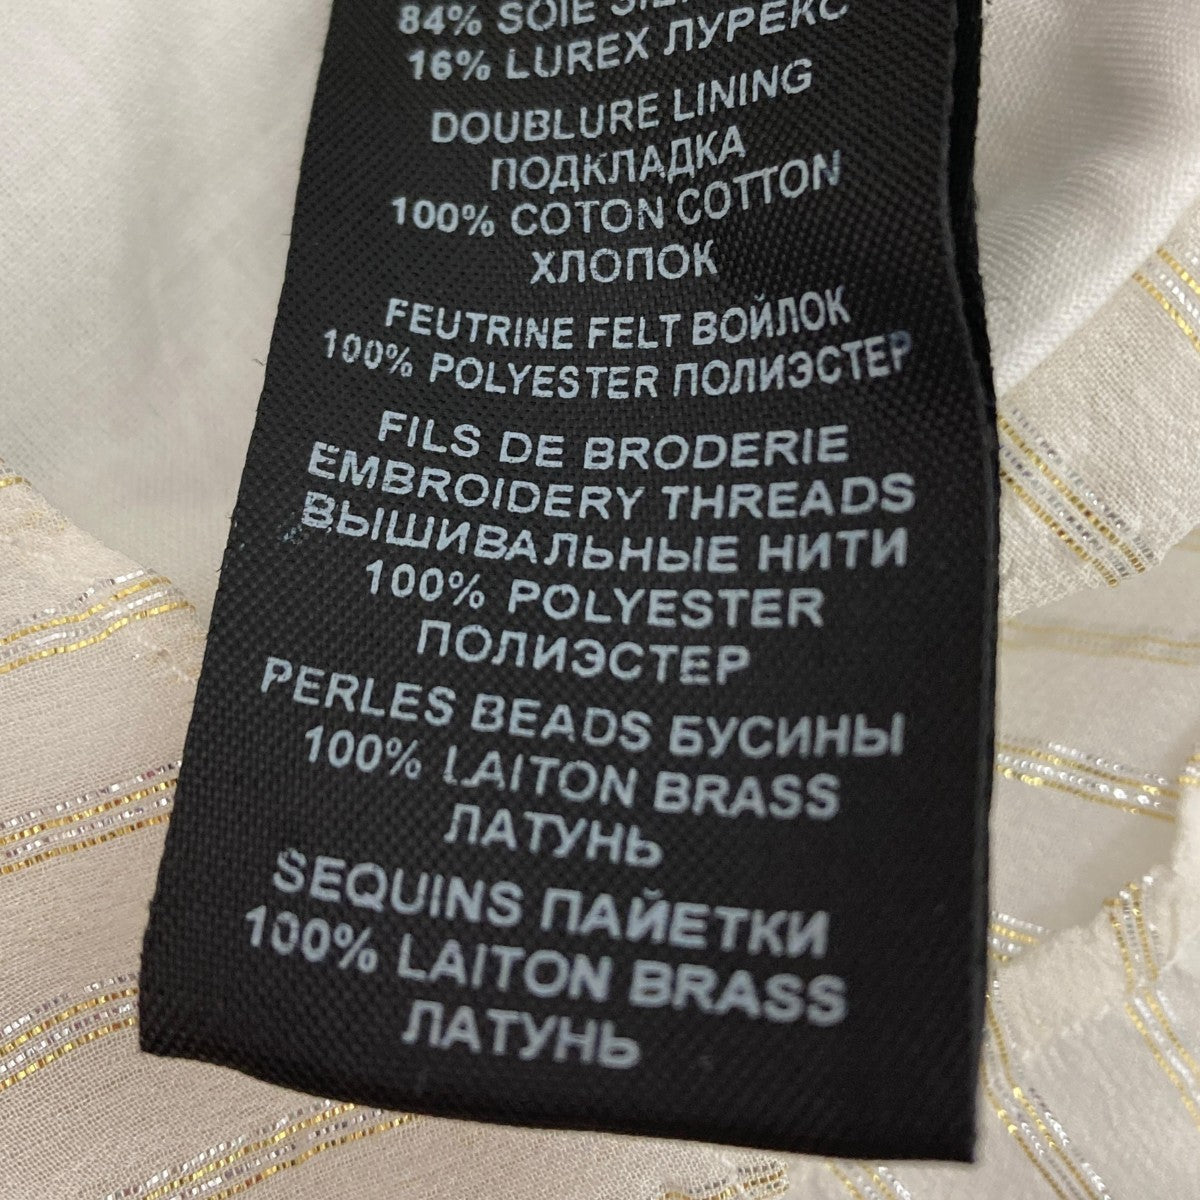 84% SOIE
16% LUREX ЛУРЕКС
DOUBLURE LINING
ПОДКЛАДКА
100% COTON COTTON
ХЛОПОК
FEUTRINE FELT ВОЙЛОК
100% POLYESTER ПОЛИЭСТЕР
FILS DE BRODERIE
EMBROIDERY THREADS
ВЫШИВАЛЬНЫЕ НИТИ
100% POLYESTER
ПОЛИЭСТЕР
PERLES BEADS БУСИНЫ
100% LAITON BRASS
ЛАТУНЬ
SEQUINS ПАЙЕТКИ
100% LAITON BRASS
ЛАТУНЬ